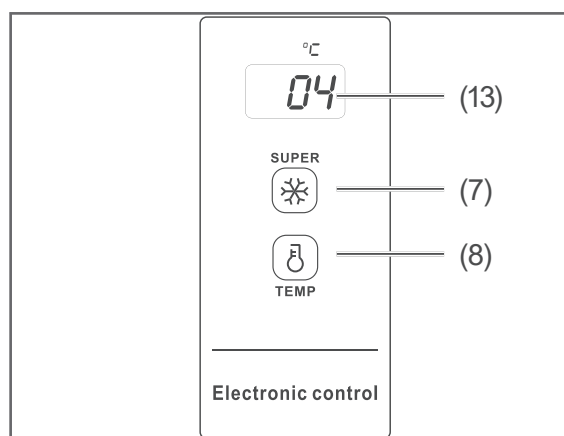 °C
04
(13)
SUPER
(7)
(8)
TEMP
Electronic control